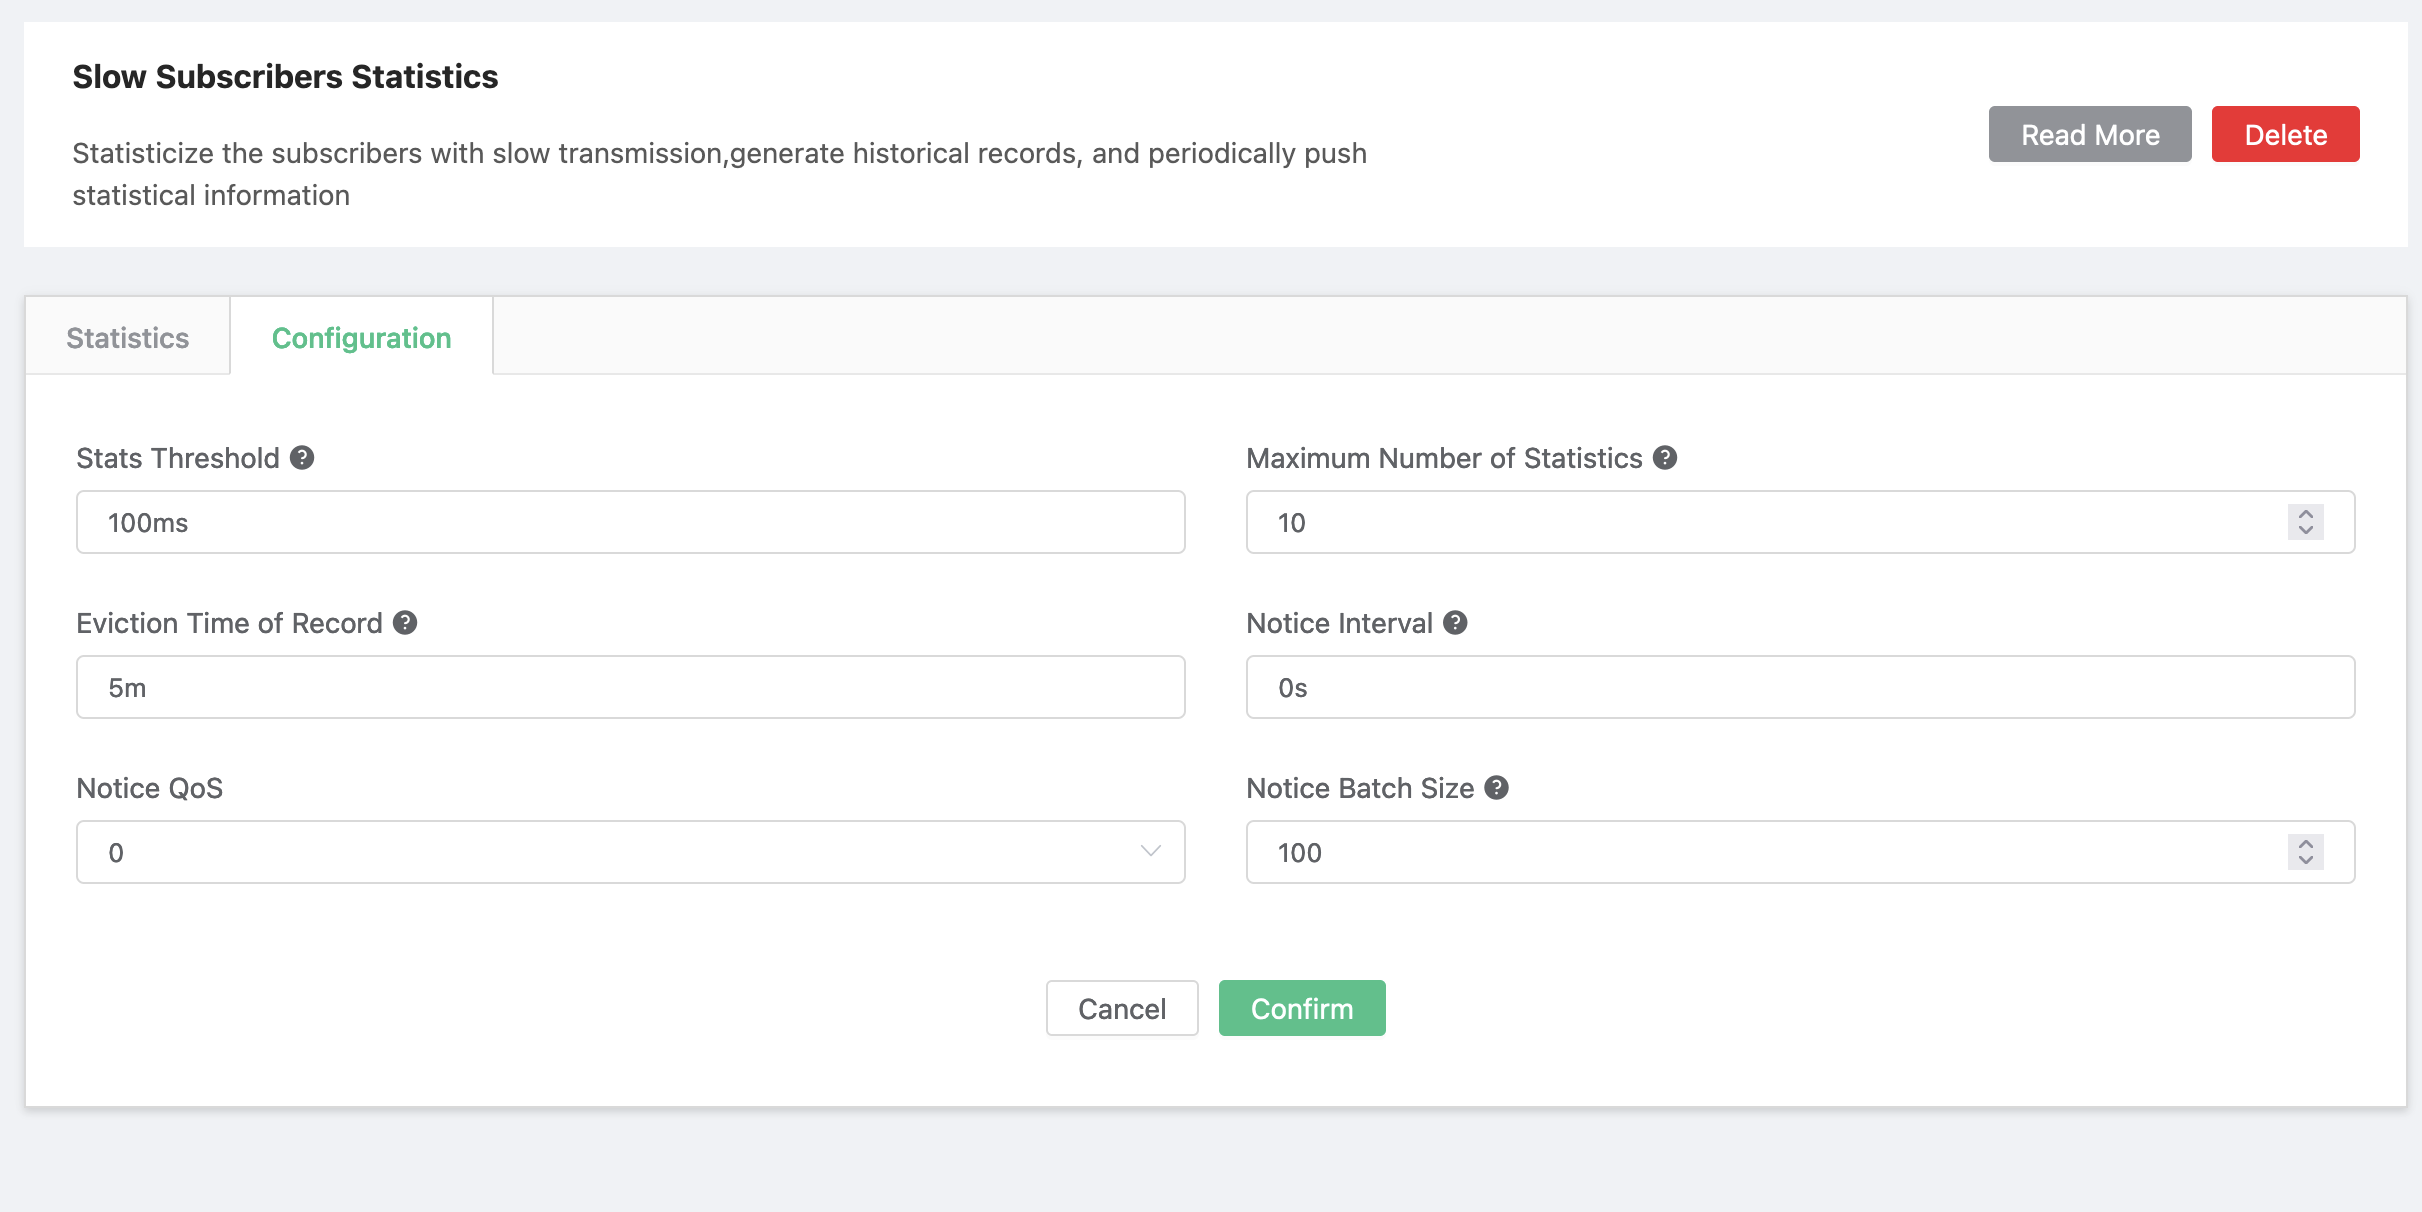 Slow Subscribers Statistics
Statisticize the subscribers with slow transmission,generate historical records, and periodically push
statistical information
Read More
Delete
Statistics
Configuration
Stats Threshold
Maximum Number of Statistics
100ms
10
Eviction Time of Record
Notice Interval
5m
0s
Notice QoS
Notice Batch Size
0
100
Cancel
Confirm